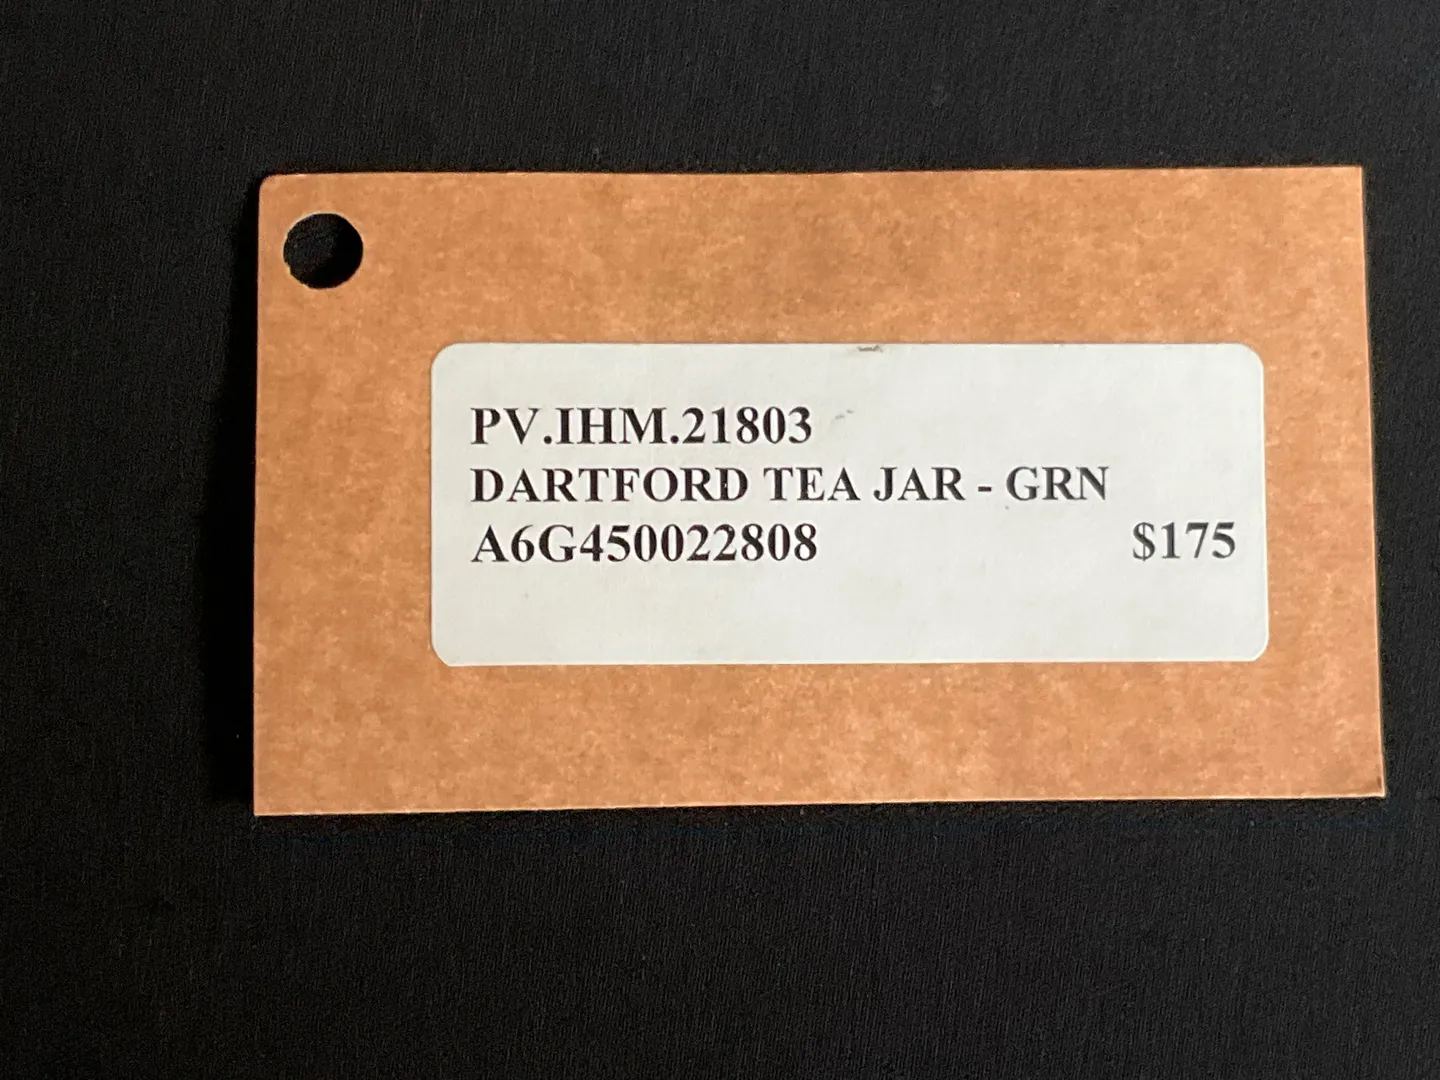 PV.IHM.21803
DARTFORD TEA JAR - GRN
A6G450022808 $175